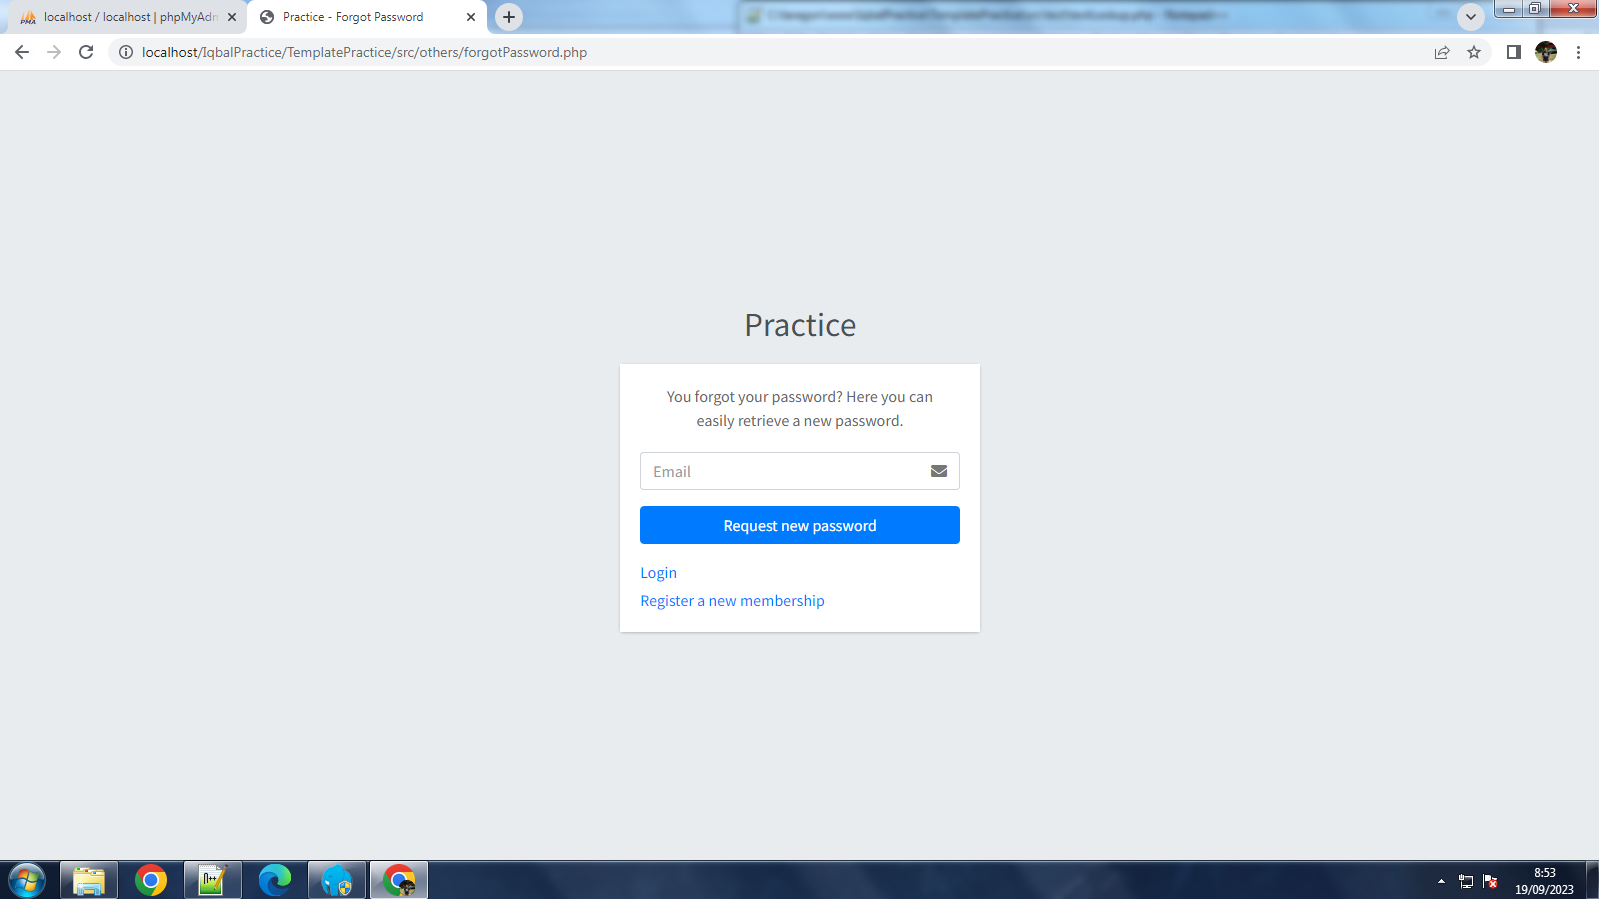 localhost / localhost | phpMyAdm
Practice - Forgot Password
localhost/IqbalPractice/TemplatePractice/src/others/forgotPassword.php
Practice
You forgot your password? Here you can
easily retrieve a new password.
Email
Request new password
Login
Register a new membership
8:53
19/09/2023